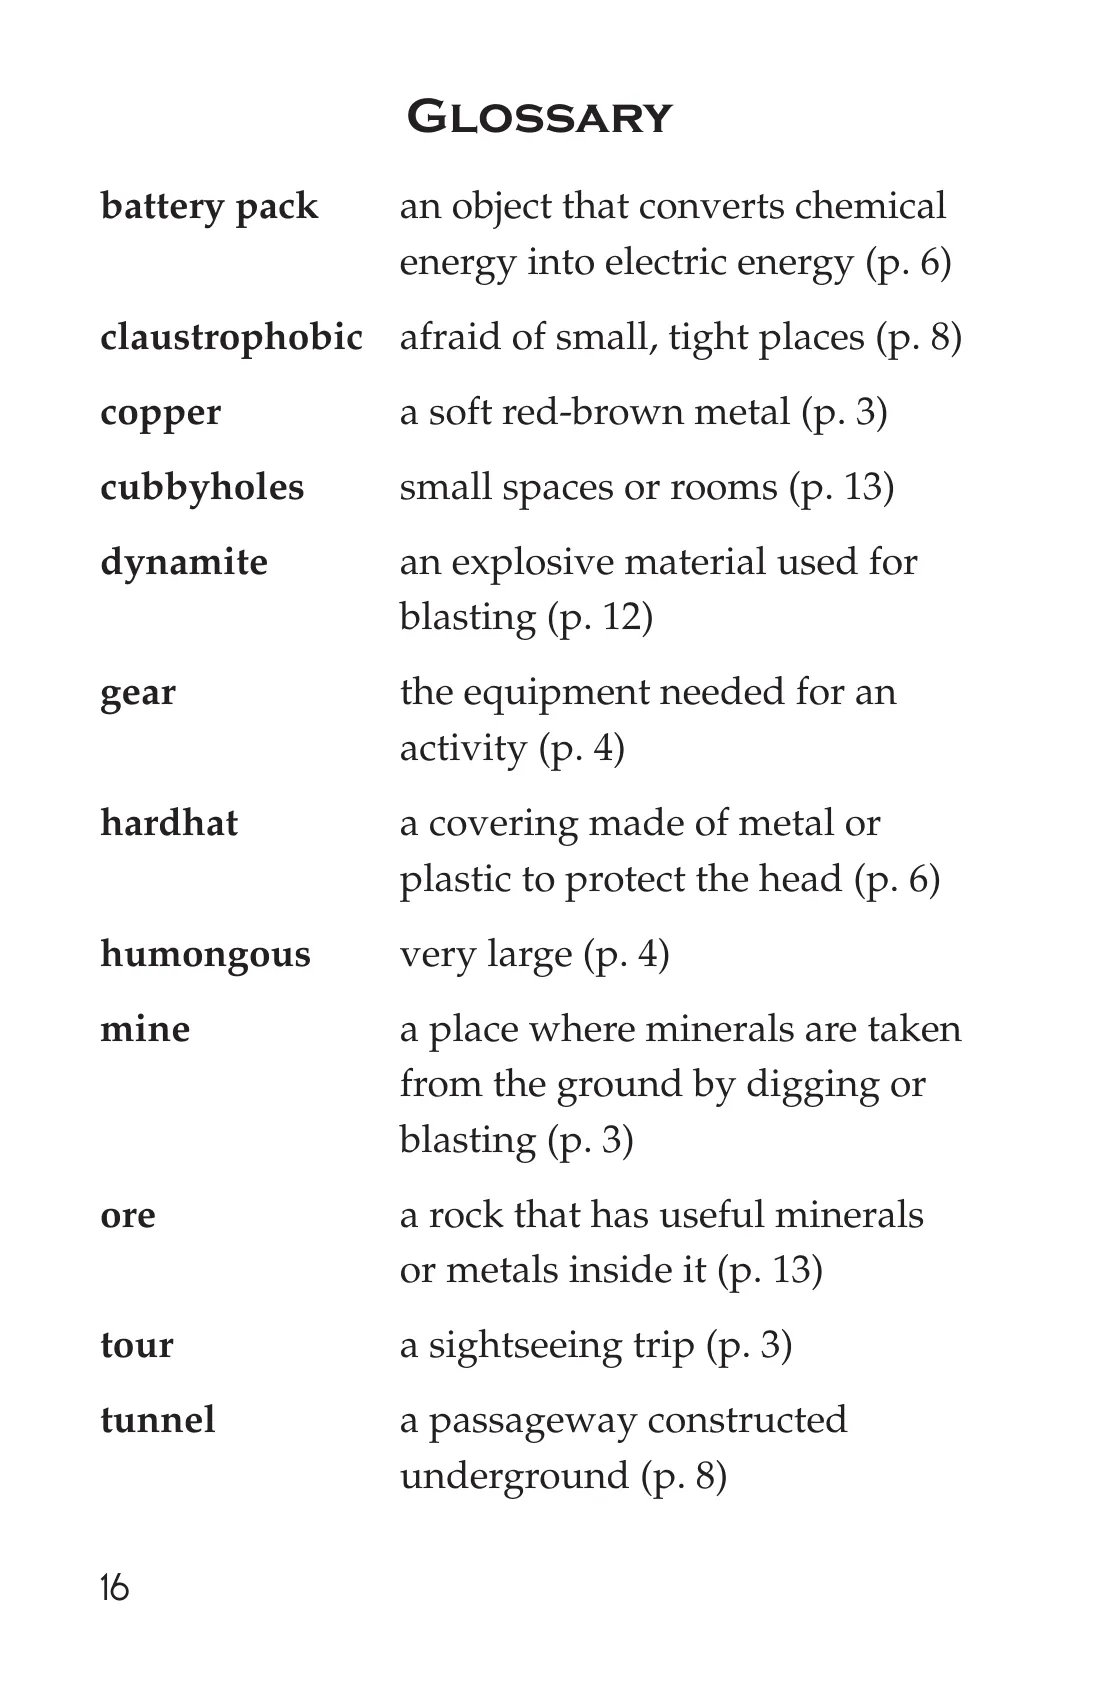 GLOSSARY
battery pack an object that converts chemical
energy into electric energy (p. 6)
claustrophobic afraid of small, tight places (p. 8)
copper a soft red-brown metal (p. 3)
cubbyholes small spaces or rooms (p. 13)
dynamite an explosive material used for
blasting (p. 12)
gear the equipment needed for an
activity (p. 4)
hardhat a covering made of metal or
plastic to protect the head (p. 6)
humongous very large (p. 4)
mine a place where minerals are taken
from the ground by digging or
blasting (p. 3)
ore a rock that has useful minerals
or metals inside it (p. 13)
tour a sightseeing trip (p. 3)
tunnel a passageway constructed
underground (p. 8)
16